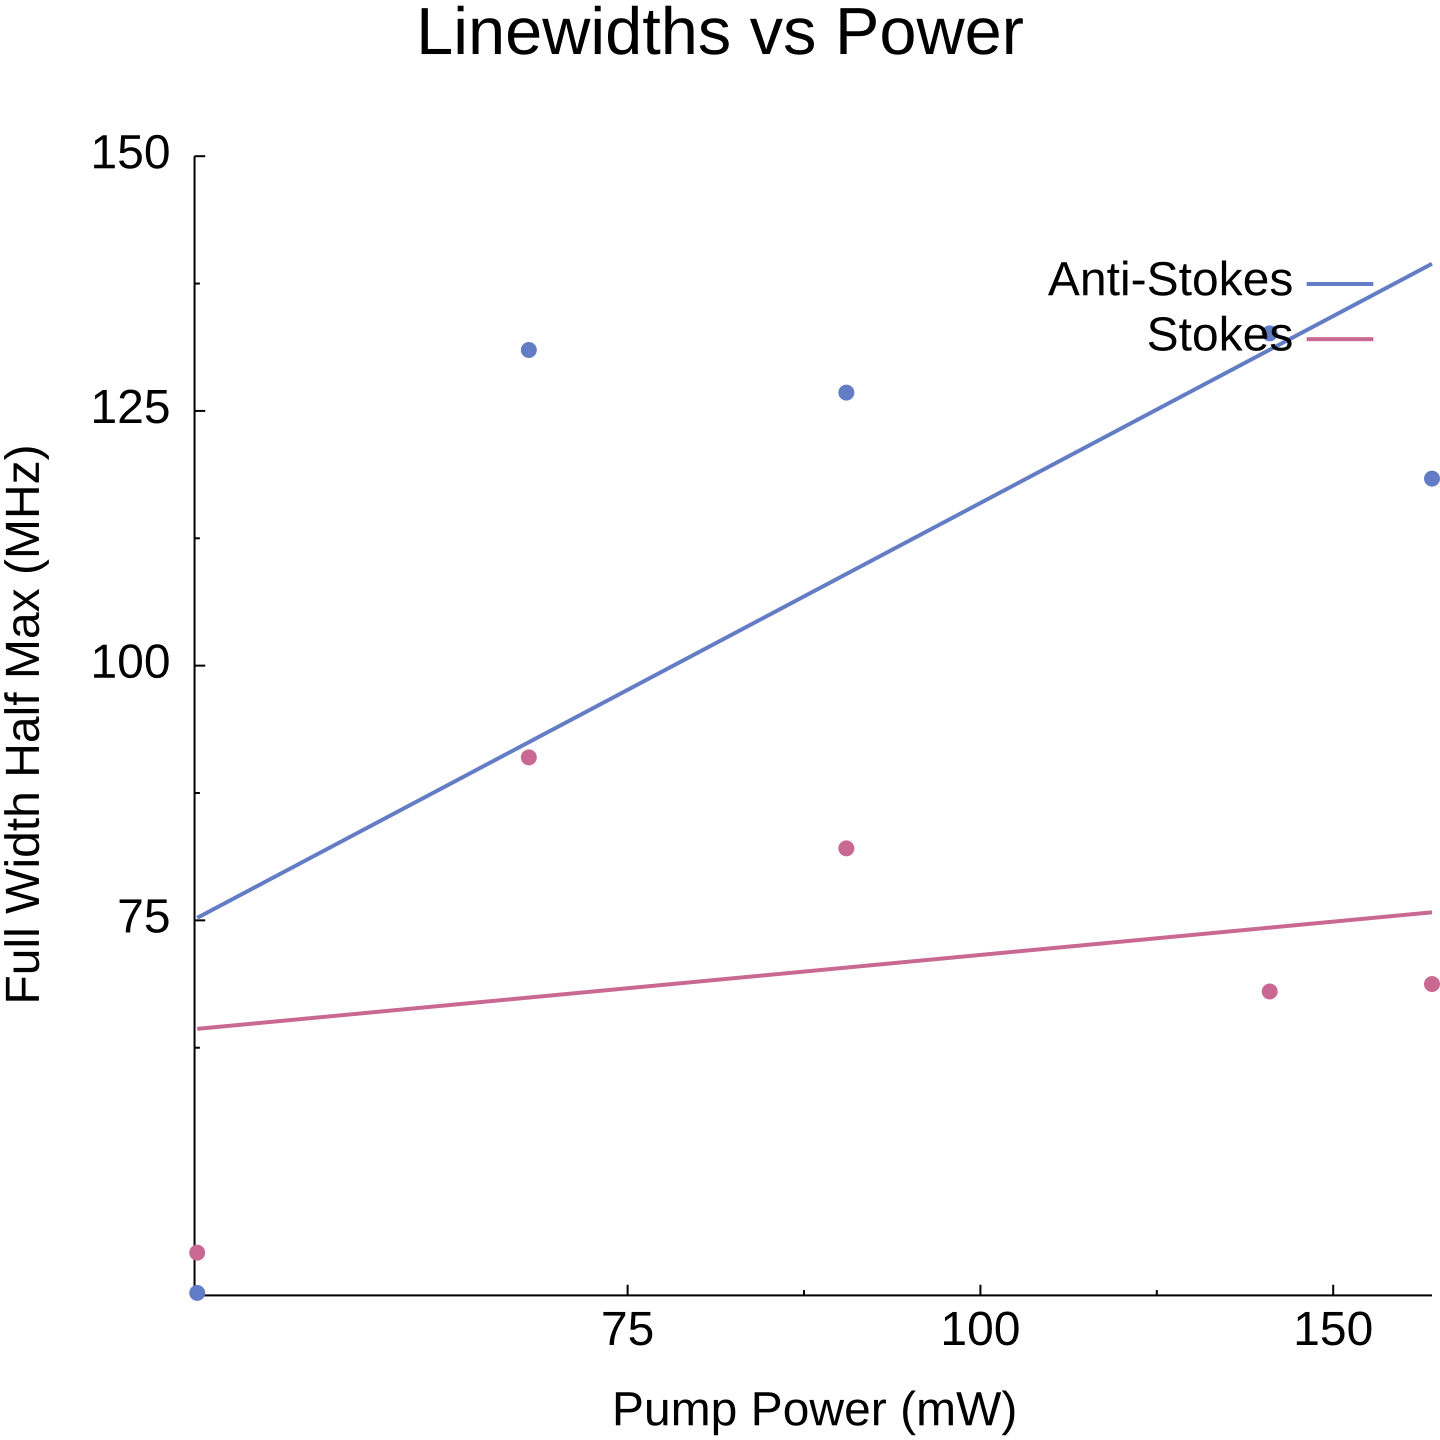 Linewidths vs Power
150
Anti-Stokes
Stokes
125
100
75
Full Width Half Max (MHz)
75 100 150
Pump Power (mW)